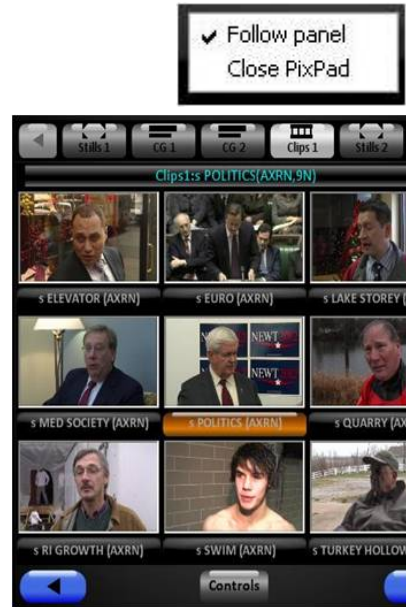 Follow panel
Close PixPad
Stills 1 CG 1 CG 2 Clips 1 Stills 2
Clips1:s POLITICS(AXRN,9N)
s ELEVATOR (AXRN) s EURO (AXRN) s LAKE STOREY (
NEWT NEWT
s MED SOCIETY (AXRN) s POLITICS (AXRN) s QUARRY (AX
s RI GROWTH (AXRN) s SWIM (AXRN) s TURKEY HOLLOW
Controls